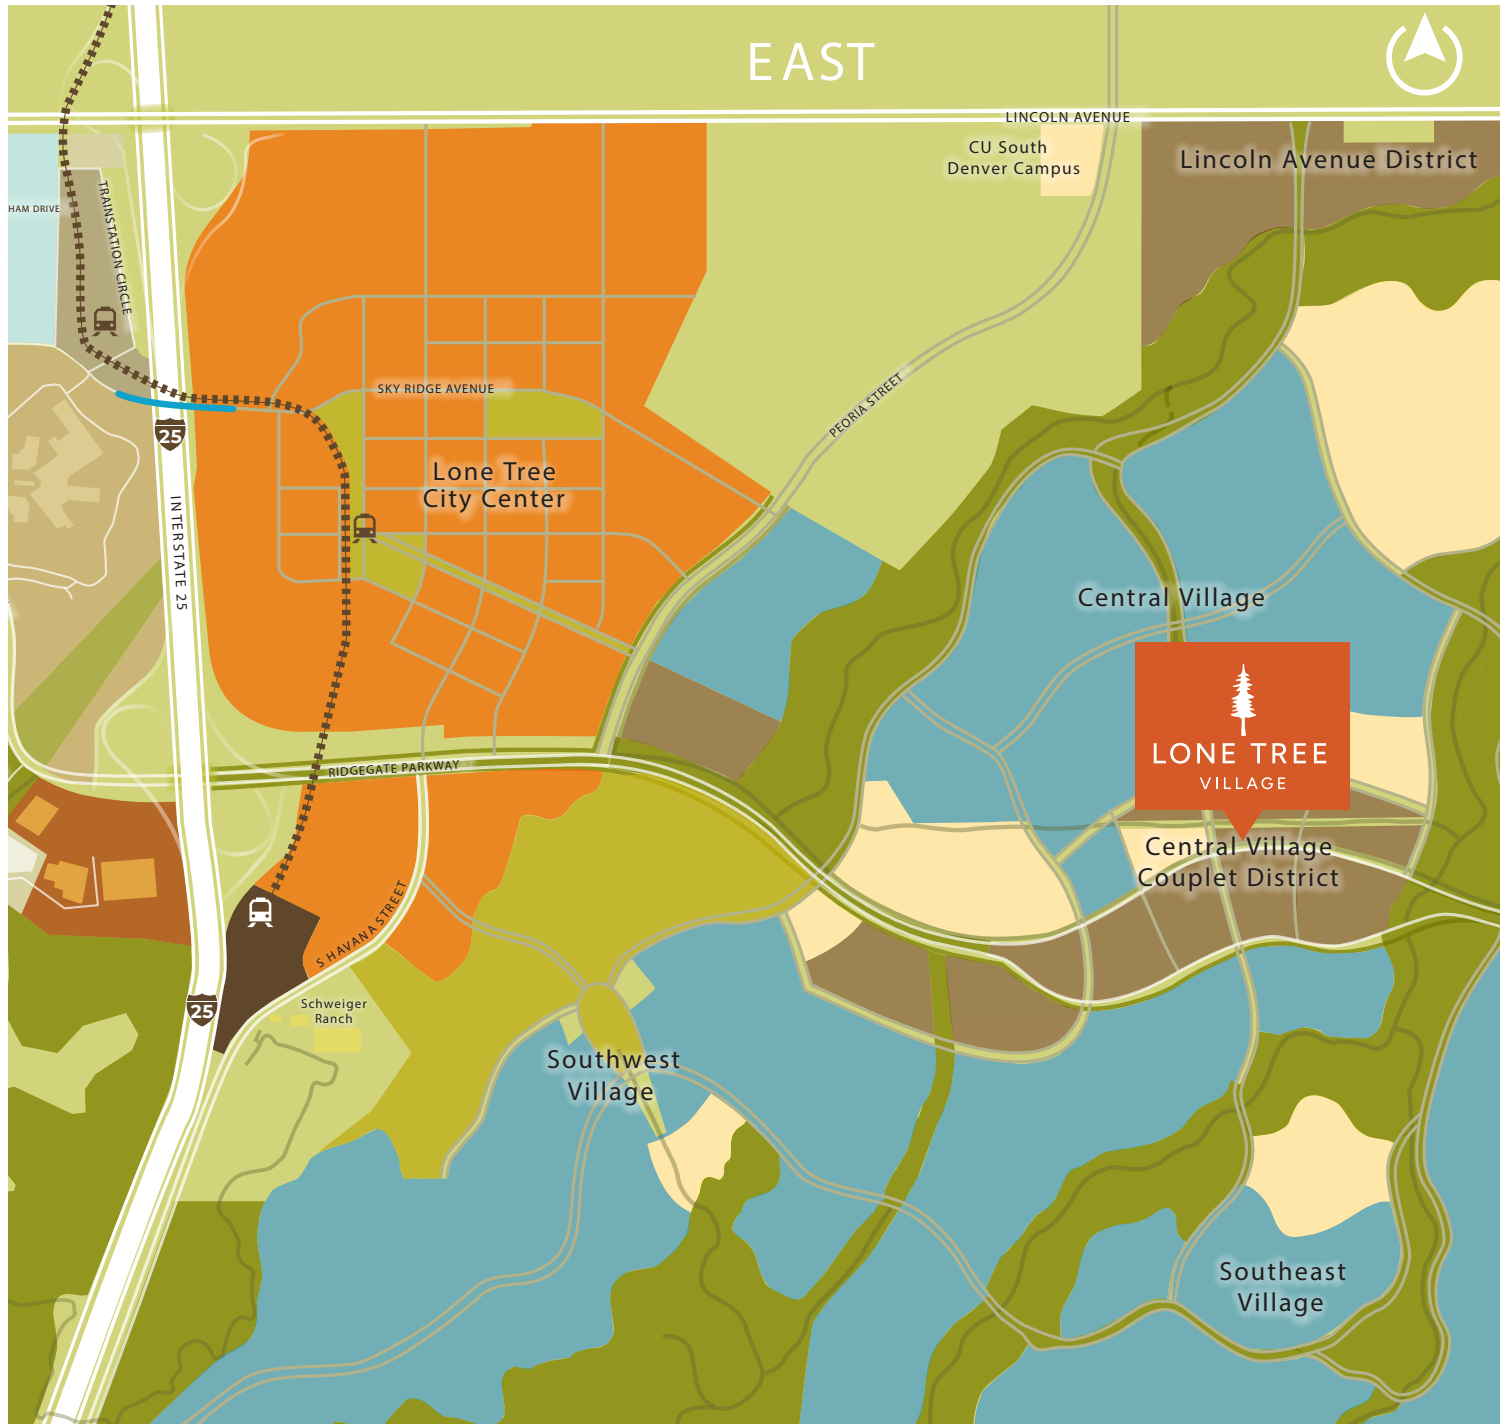 EAST
LINCOLN AVENUE
CU South
Denver Campus
Lincoln Avenue District
HAM DRIVE
TRAINSTATION CIRCLE
SKY RIDGE AVENUE
PEORIA STREET
25
Lone Tree
City Center
INTERSTATE 25
Central Village
LONE TREE
VILLAGE
RIDGEGATE PARKWAY
Central Village
Couplet District
S HAVANA STREET
25
Schweiger
Ranch
Southwest
Village
Southeast
Village